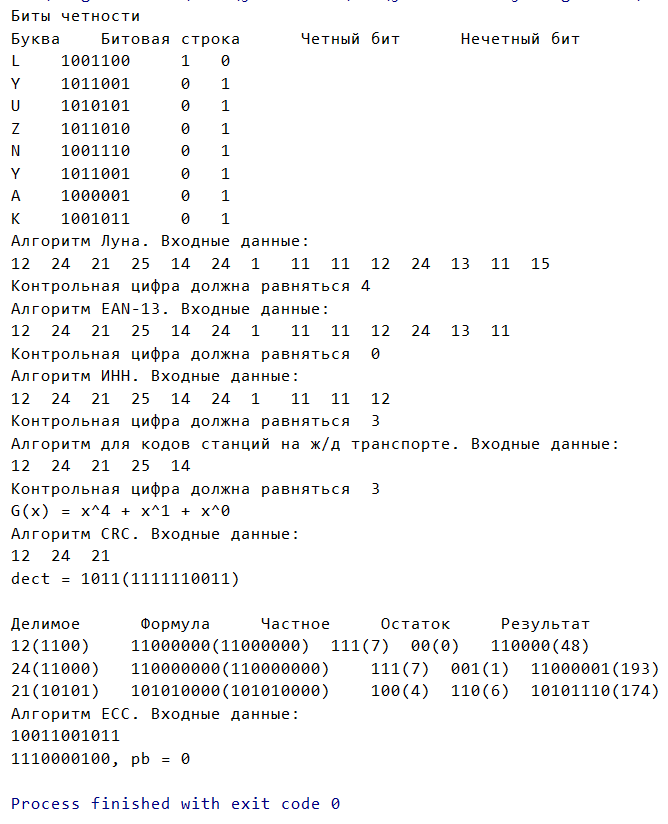 Биты четности
Буква Битовая строка Четный бит Нечетный бит
L 1001100 1 0
Y 1011001 0 1
U 1010101 0 1
Z 1011010 0 1
N 1001110 0 1
Y 1011001 0 1
A 1000001 0 1
K 1001011 0 1
Алгоритм Луна. Входные данные:
12 24 21 25 14 24 1 11 11 12 24 13 11 15
Контрольная цифра должна равняться 4
Алгоритм EAN-13. Входные данные:
12 24 21 25 14 24 1 11 11 12 24 13 11
Контрольная цифра должна равняться 0
Алгоритм ИНН. Входные данные:
12 24 21 25 14 24 1 11 11 12
Контрольная цифра должна равняться 3
Алгоритм для кодов станций на ж/д транспорте. Входные данные:
12 24 21 25 14
Контрольная цифра должна равняться 3
G(x) = x^4 + x^1 + x^0
Алгоритм CRC. Входные данные:
12 24 21
dect = 1011(1111110011)
Делимое Формула Частное Остаток Результат
12(1100) 11000000(11000000) 111(7) 00(0) 110000(48)
24(11000) 110000000(110000000) 111(7) 001(1) 11000001(193)
21(10101) 101010000(101010000) 100(4) 110(6) 10101110(174)
Алгоритм ECC. Входные данные:
10011001011
1110000100, pb = 0
Process finished with exit code 0